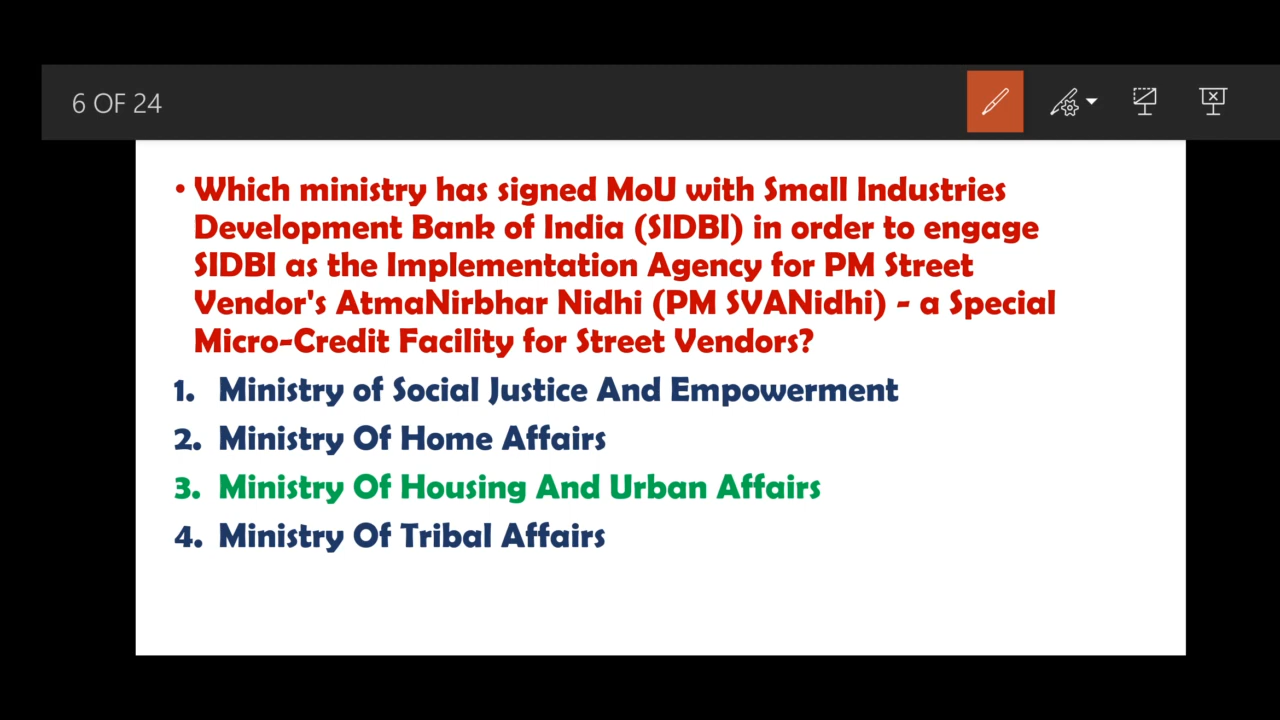 6 OF 24
• Which ministry has signed MoU with Small Industries
Development Bank of India (SIDBI) in order to engage
SIDBI as the Implementation Agency for PM Street
Vendor's AtmaNirbhar Nidhi (PM SVANidhi) - a Special
Micro-Credit Facility for Street Vendors?
1. Ministry of Social Justice And Empowerment
2. Ministry Of Home Affairs
3. Ministry Of Housing And Urban Affairs
4. Ministry Of Tribal Affairs